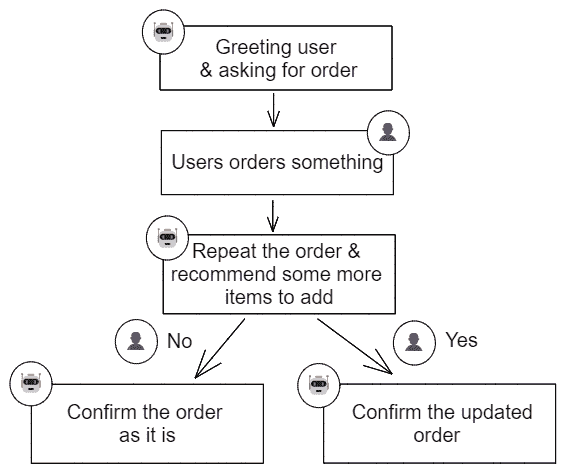 Greeting user
& asking for order
Users orders something
Repeat the order &
recommend some more
items to add
No
Yes
Confirm the order
as it is
Confirm the updated
order